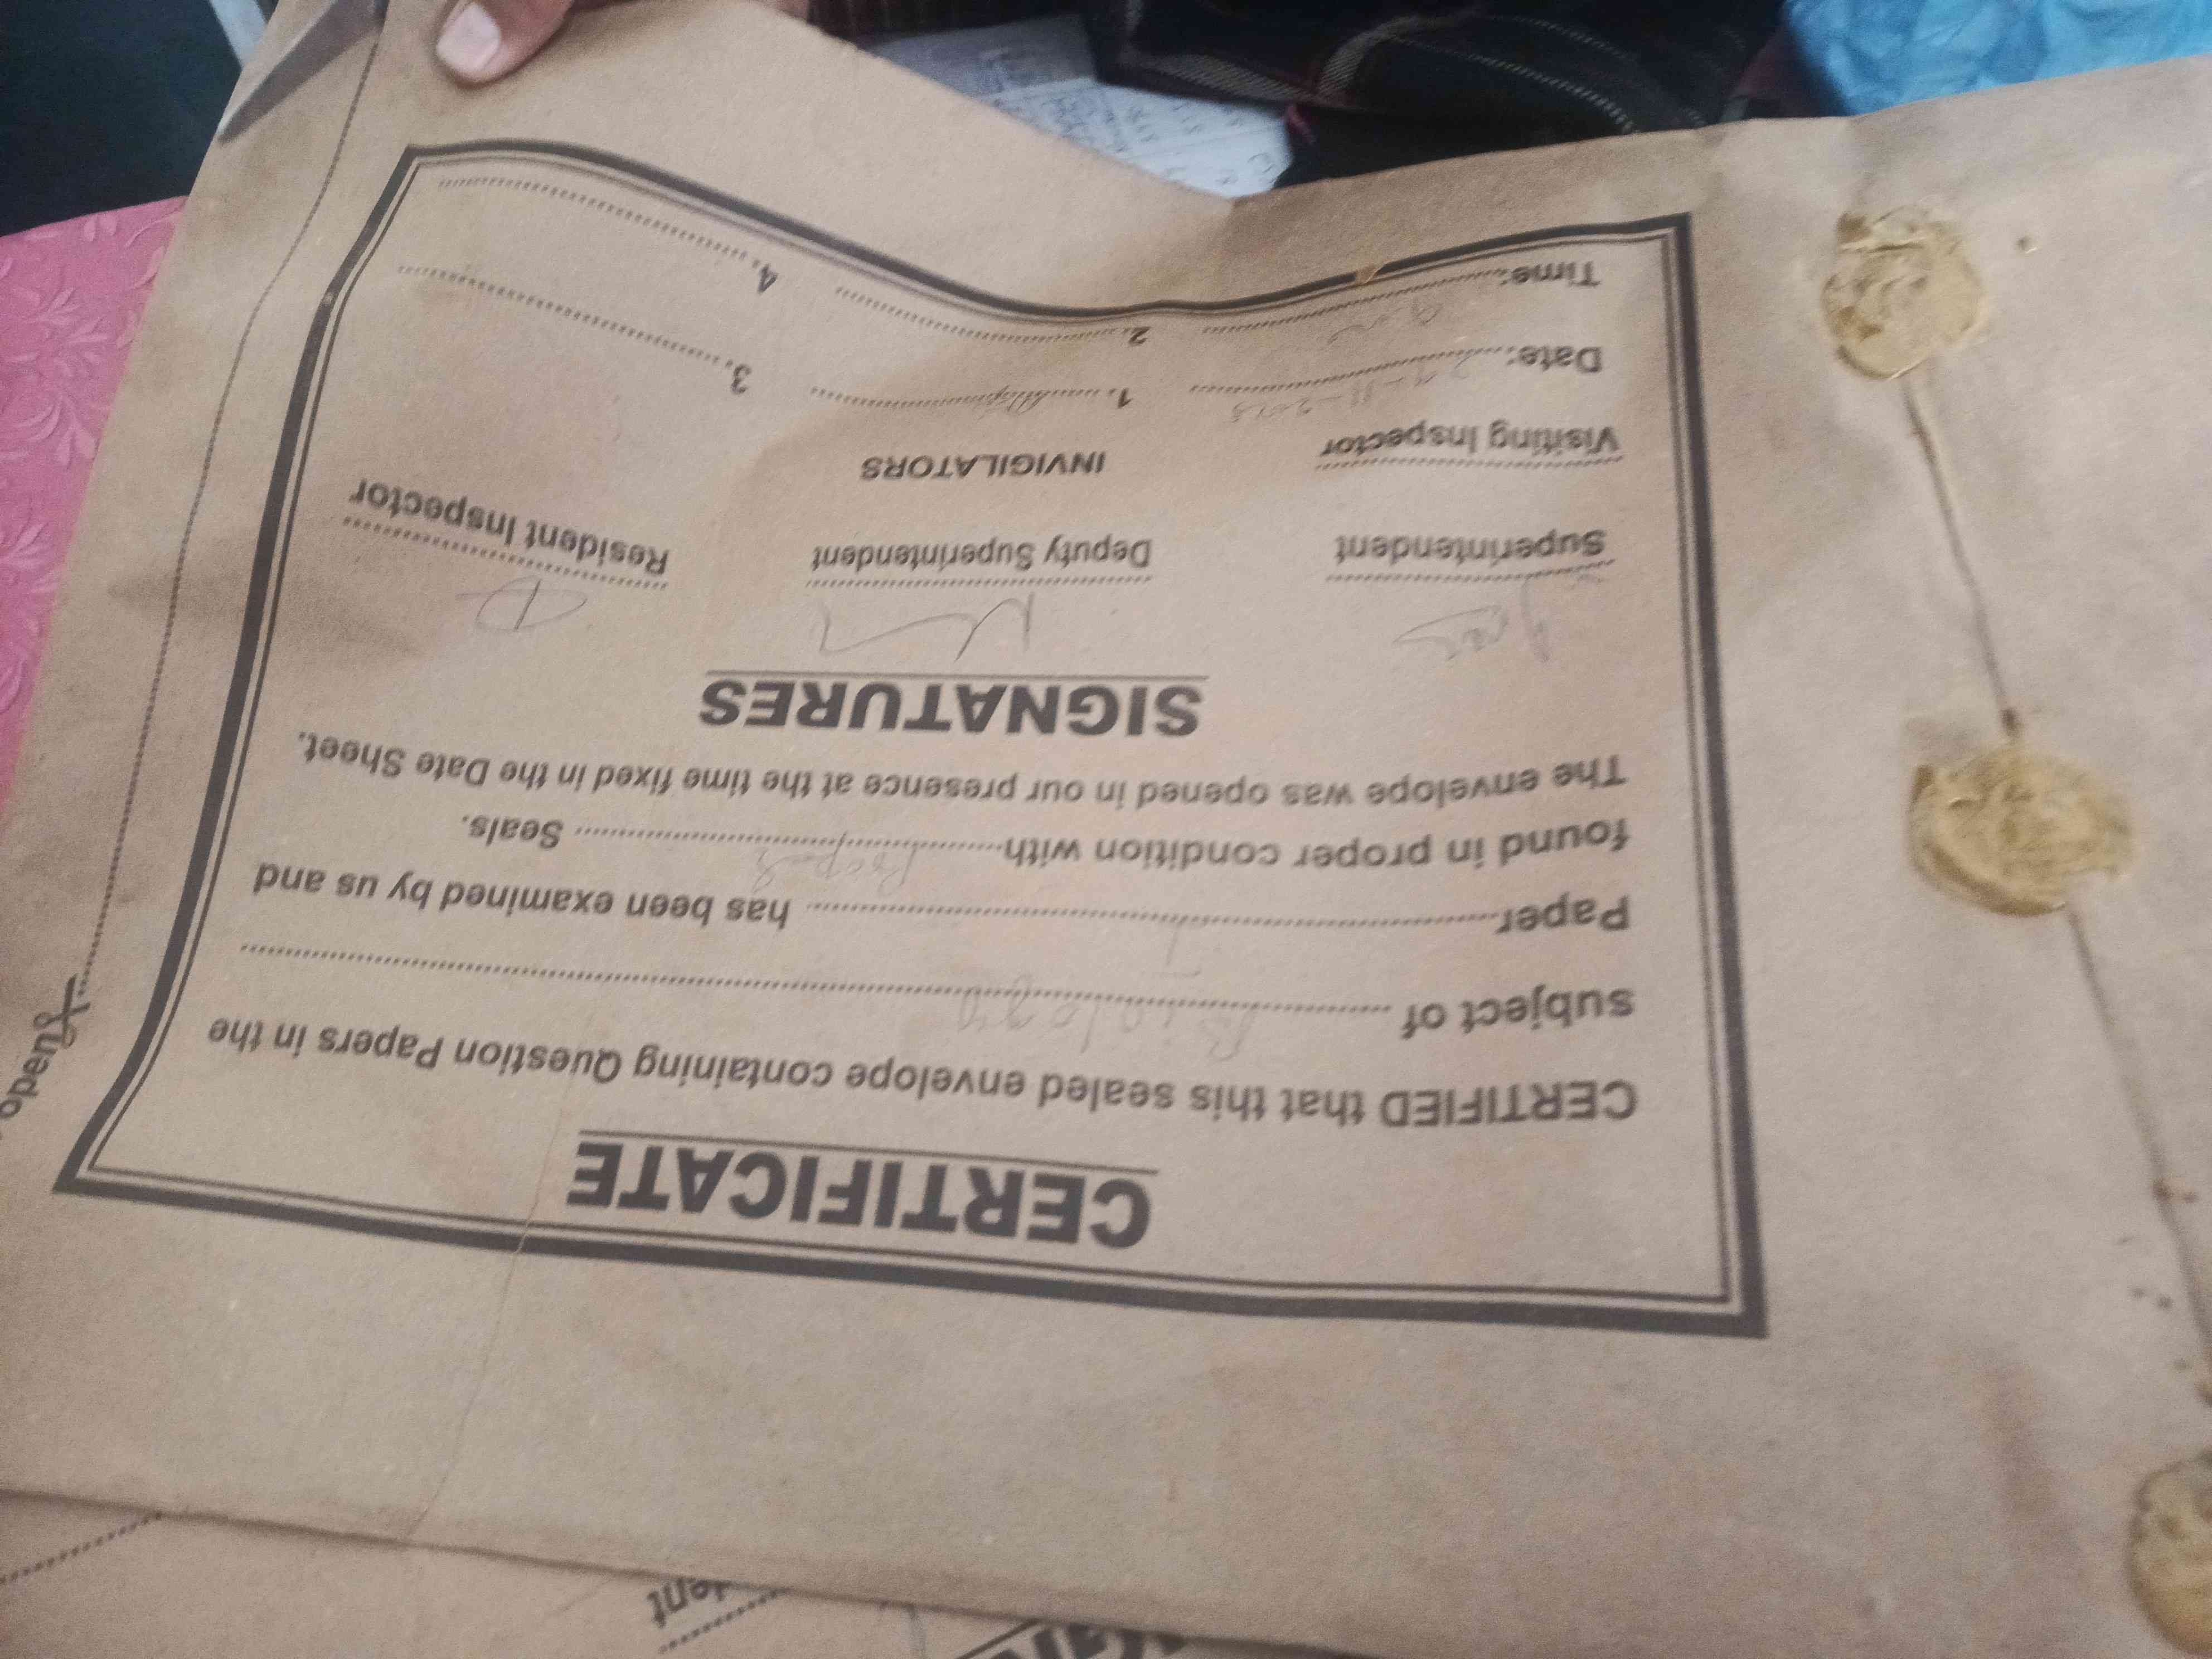 CERTIFICATE
CERTIFIED that this sealed envelope containing Question Papers in the
subject of Biology
Paper I has been examined by us and
found in proper condition with Seals.
The envelope was opened in our presence at the time fixed in the Date Sheet.
SIGNATURES
Superintendent Deputy Superintendent Resident Inspector
Visiting Inspector INVIGILATORS
Date: 1. 3.
Time: 2. 4.
open